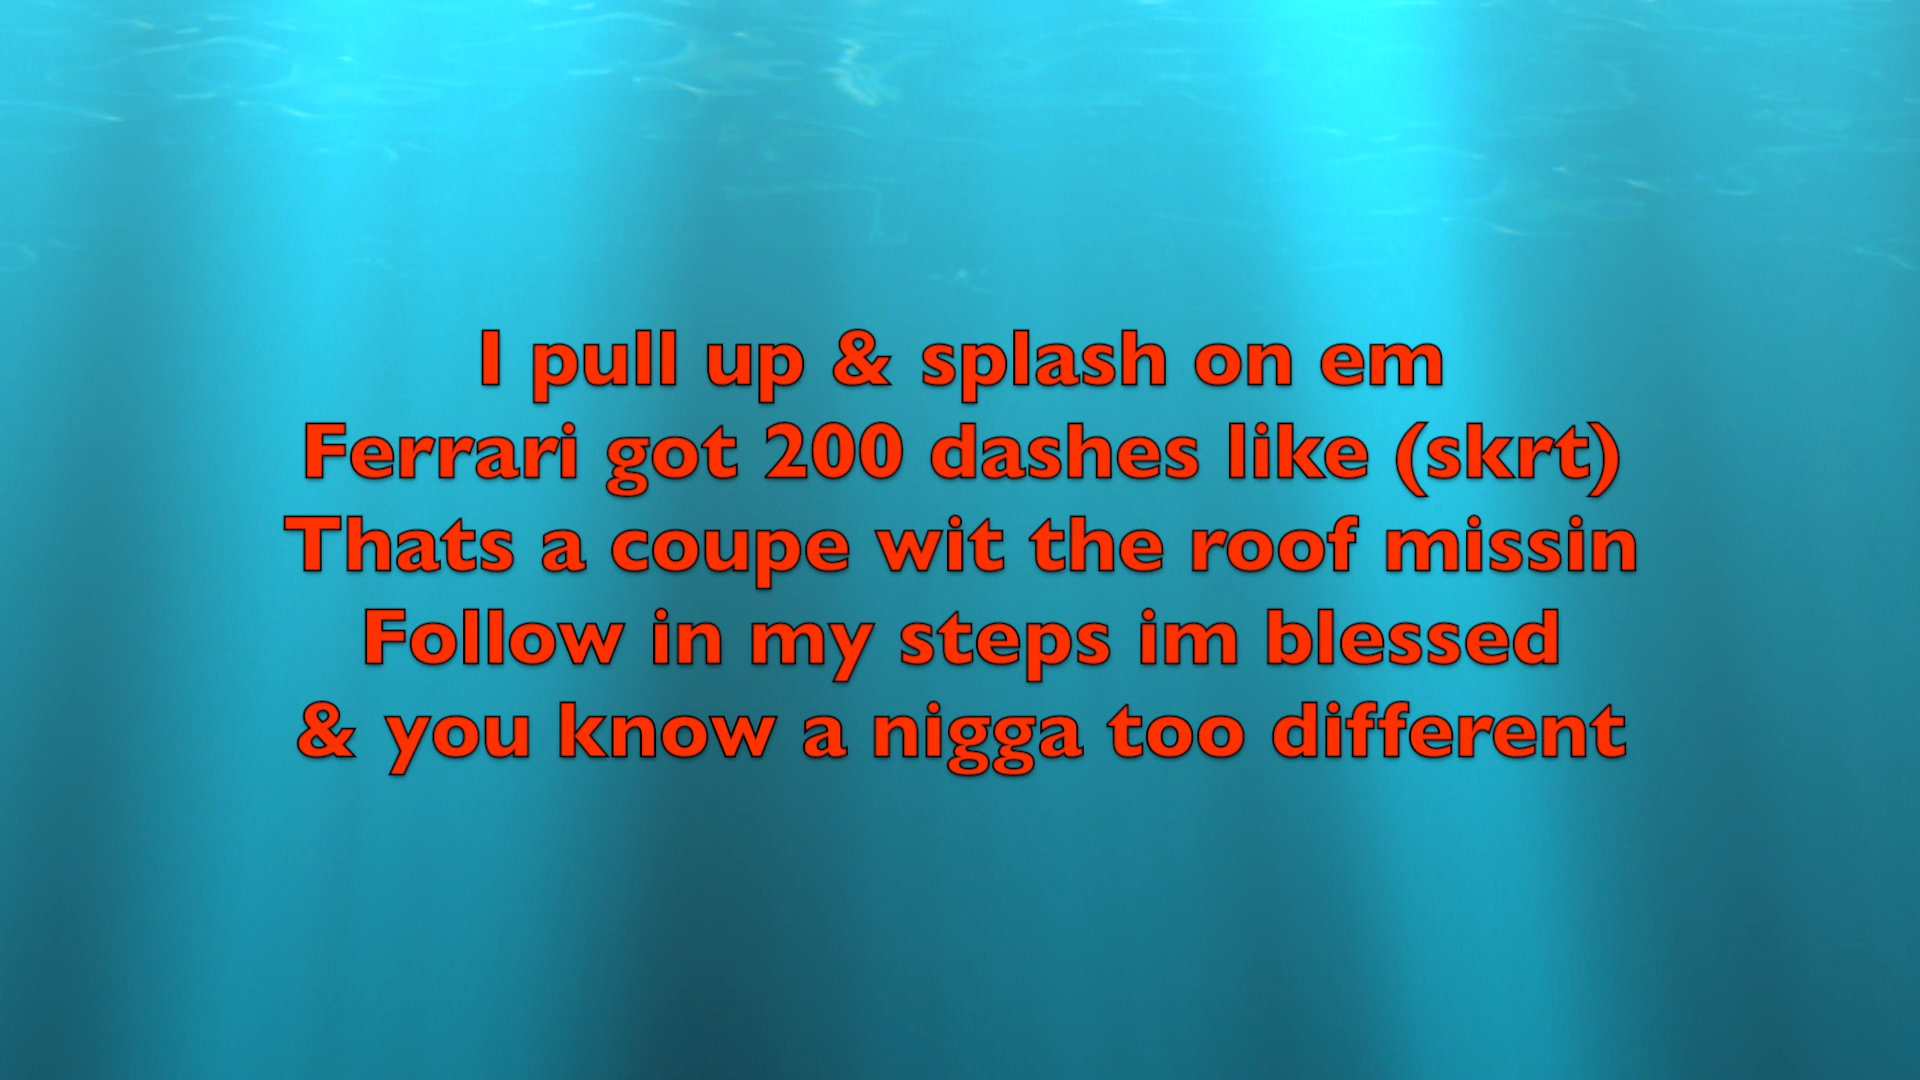 I pull up & splash on em
Ferrari got 200 dashes like (skrt)
Thats a coupe wit the roof missin
Follow in my steps im blessed
& you know a nigga too different